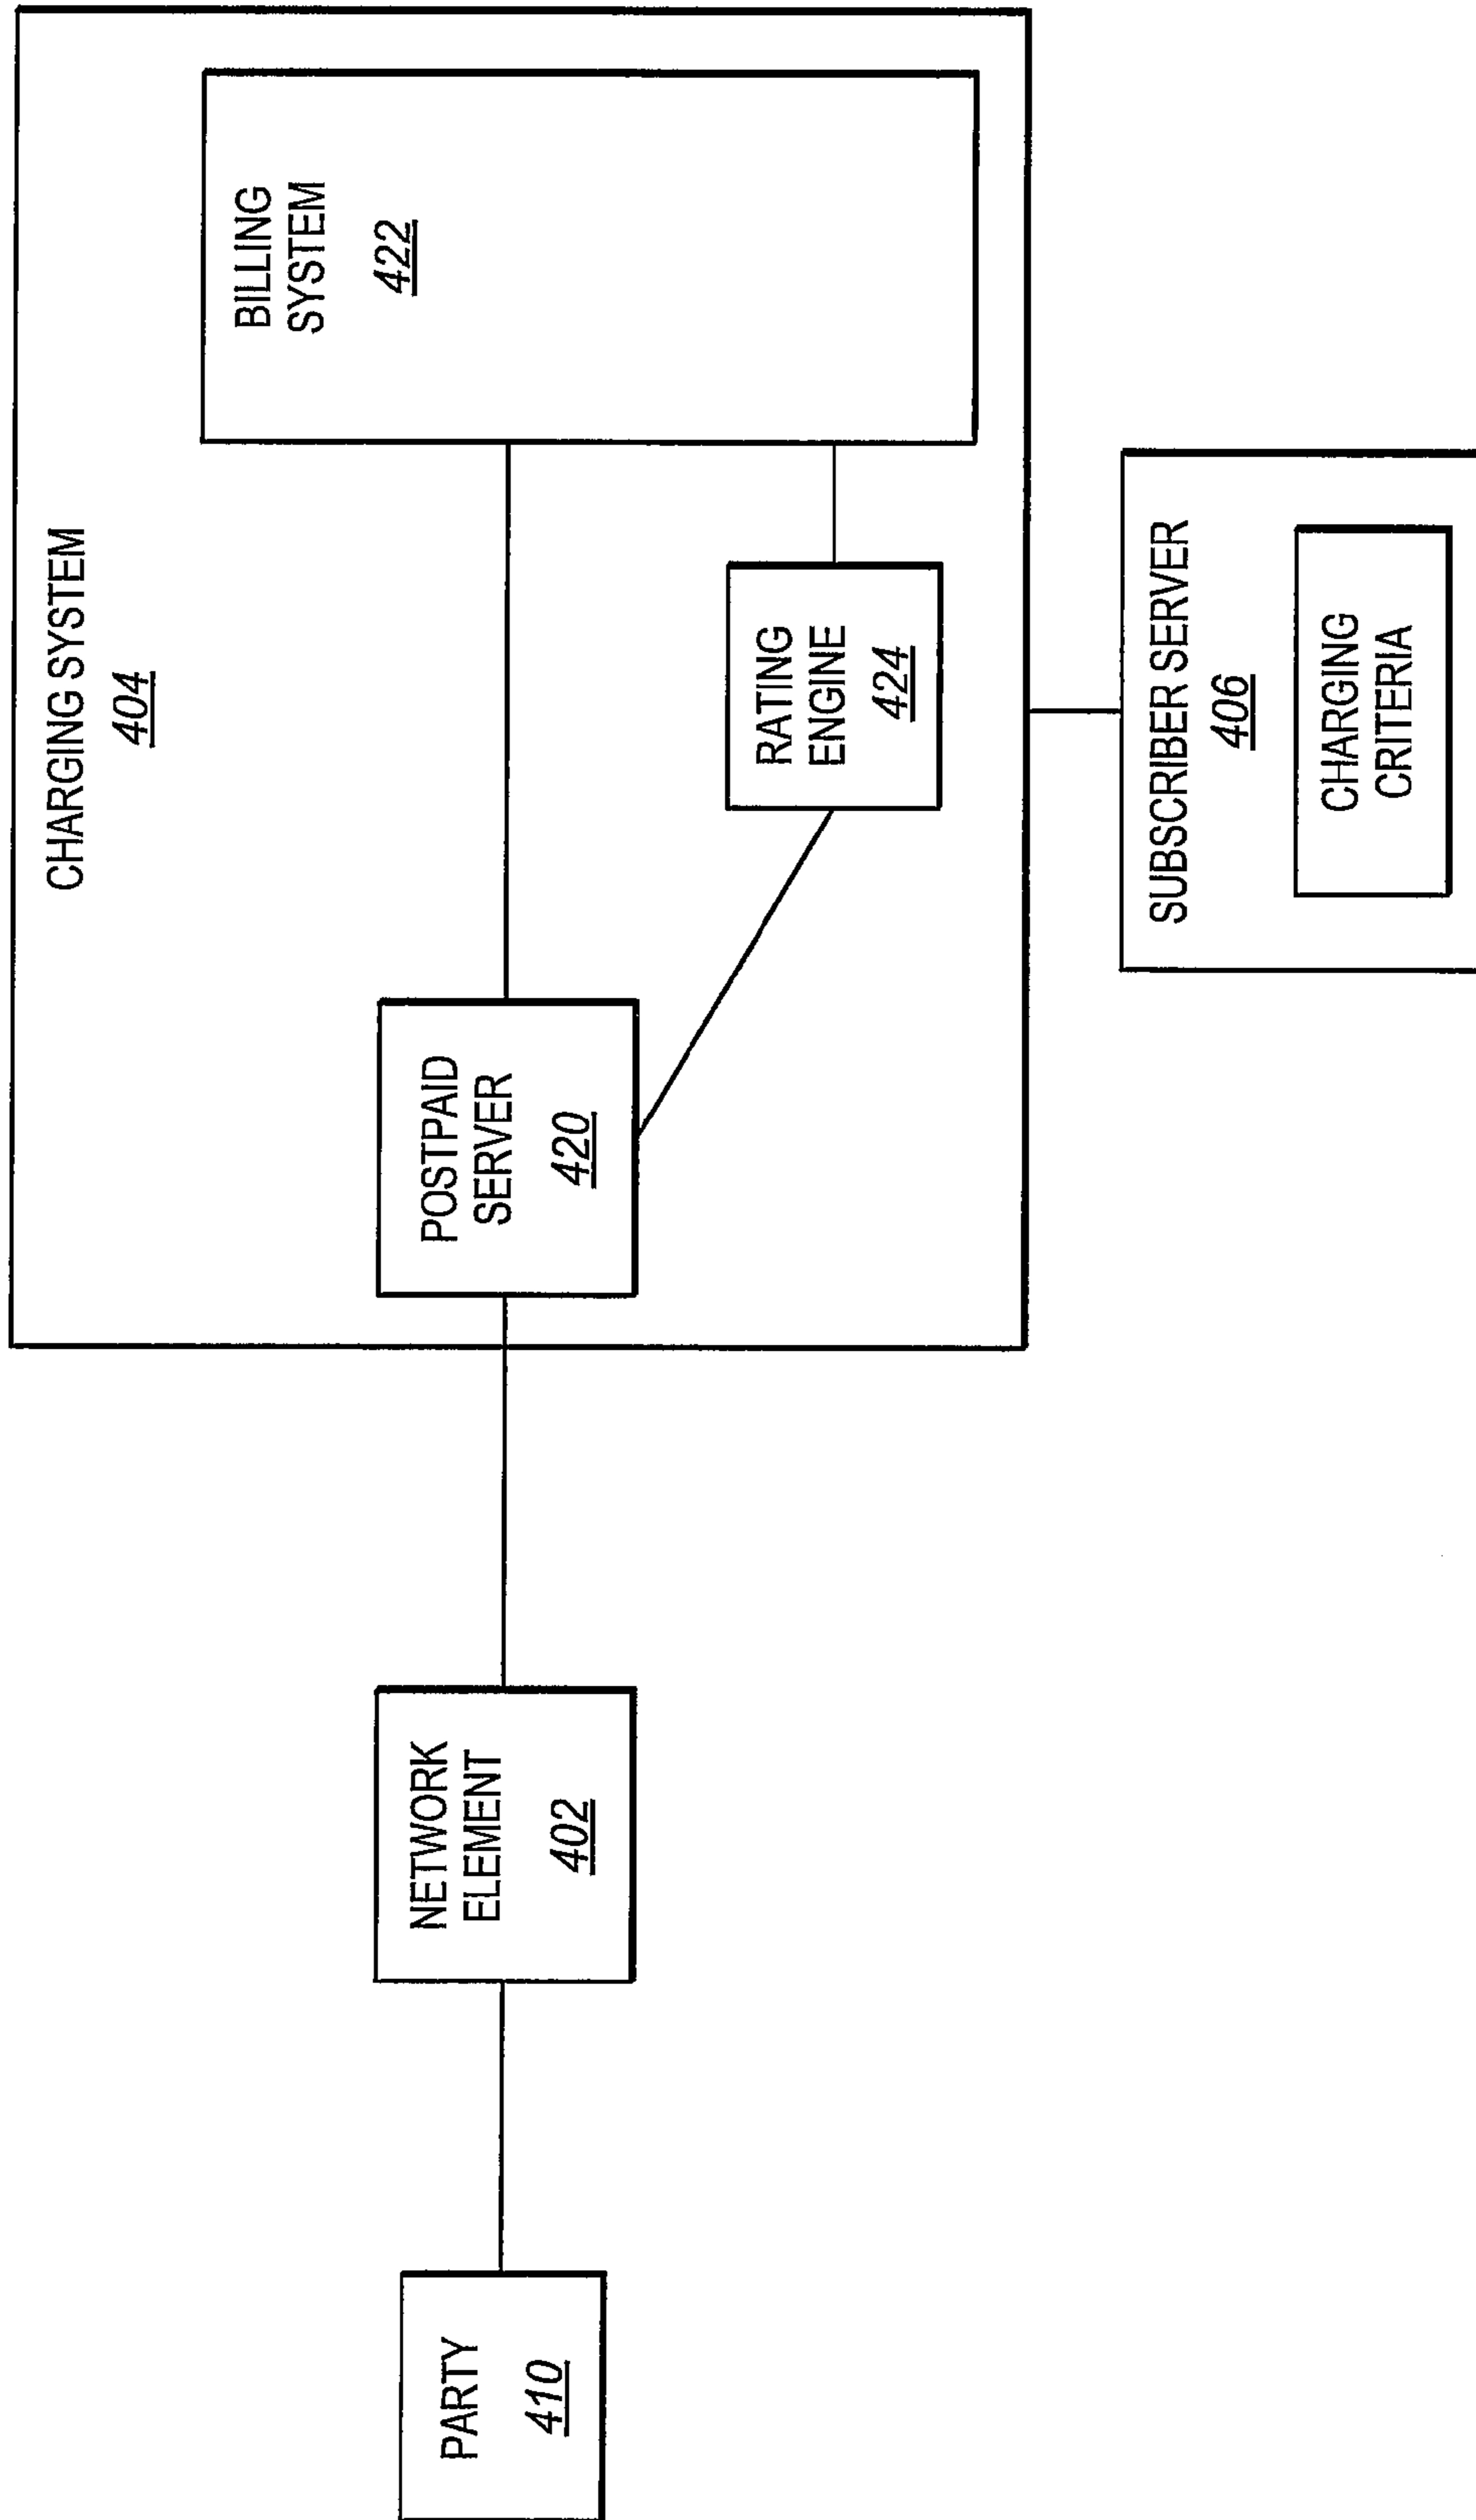 CHARGING SYSTEM
404
BILLING
SYSTEM
422
POSTPAID
SERVER
420
RATING
ENGINE
424
NETWORK
ELEMENT
402
PARTY
410
SUBSCRIBER SERVER
406
CHARGING
CRITERIA